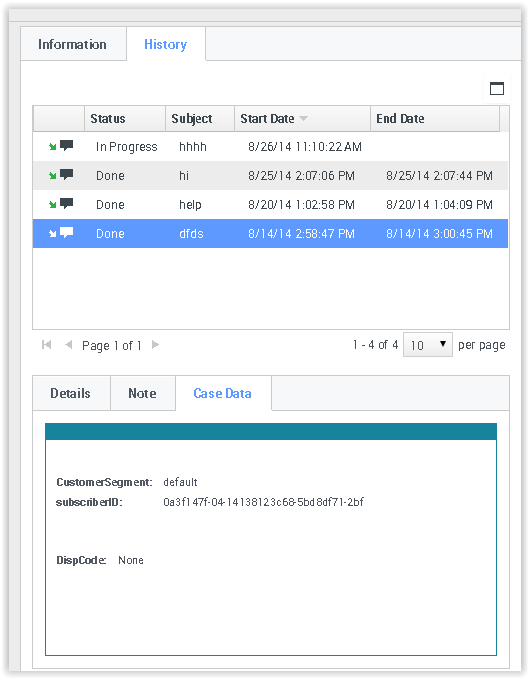 Information History
Status Subject Start Date End Date
In Progress hhhh 8/26/14 11:10:22 AM
Done hi 8/25/14 2:07:06 PM 8/25/14 2:07:44 PM
Done help 8/20/14 1:02:58 PM 8/20/14 1:04:09 PM
Done dfds 8/14/14 2:58:47 PM 8/14/14 3:00:45 PM
Page 1 of 1 1 - 4 of 4 10 per page
Details Note Case Data
CustomerSegment: default
subscriberID: 0a3f147f-04-14138123c68-5bd8df71-2bf
DispCode: None